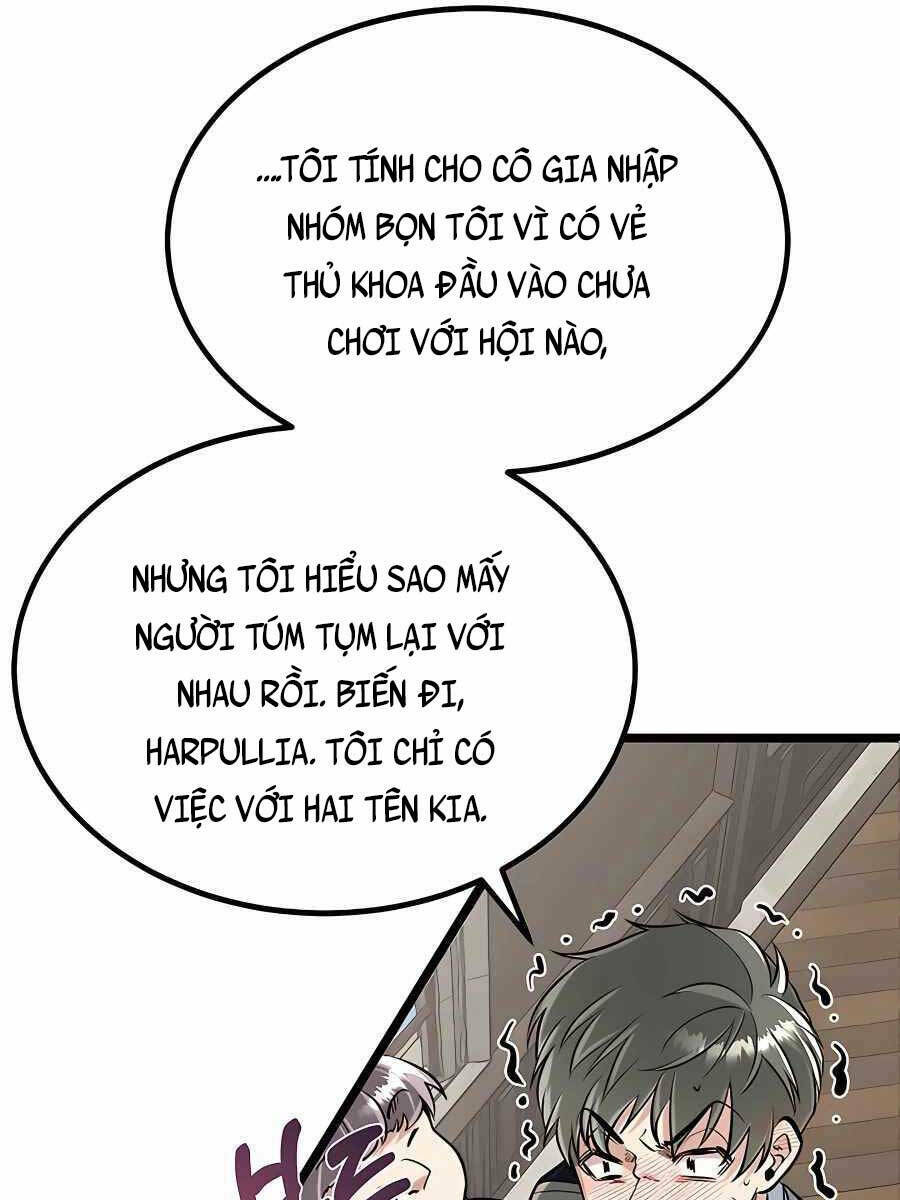 ....TÔI TÍNH CHO CÔ GIA NHẬP
NHÓM BỌN TÔI VÌ CÓ VẺ
THỦ KHOA ĐẦU VÀO CHƯA
CHƠI VỚI HỘI NÀO,
NHƯNG TÔI HIỂU SAO MẤY
NGƯỜI TÚM TỤM LẠI VỚI
NHAU RỒI. BIẾN ĐI,
HARPULLIA. TÔI CHỈ CÓ
VIỆC VỚI HAI TÊN KIA.